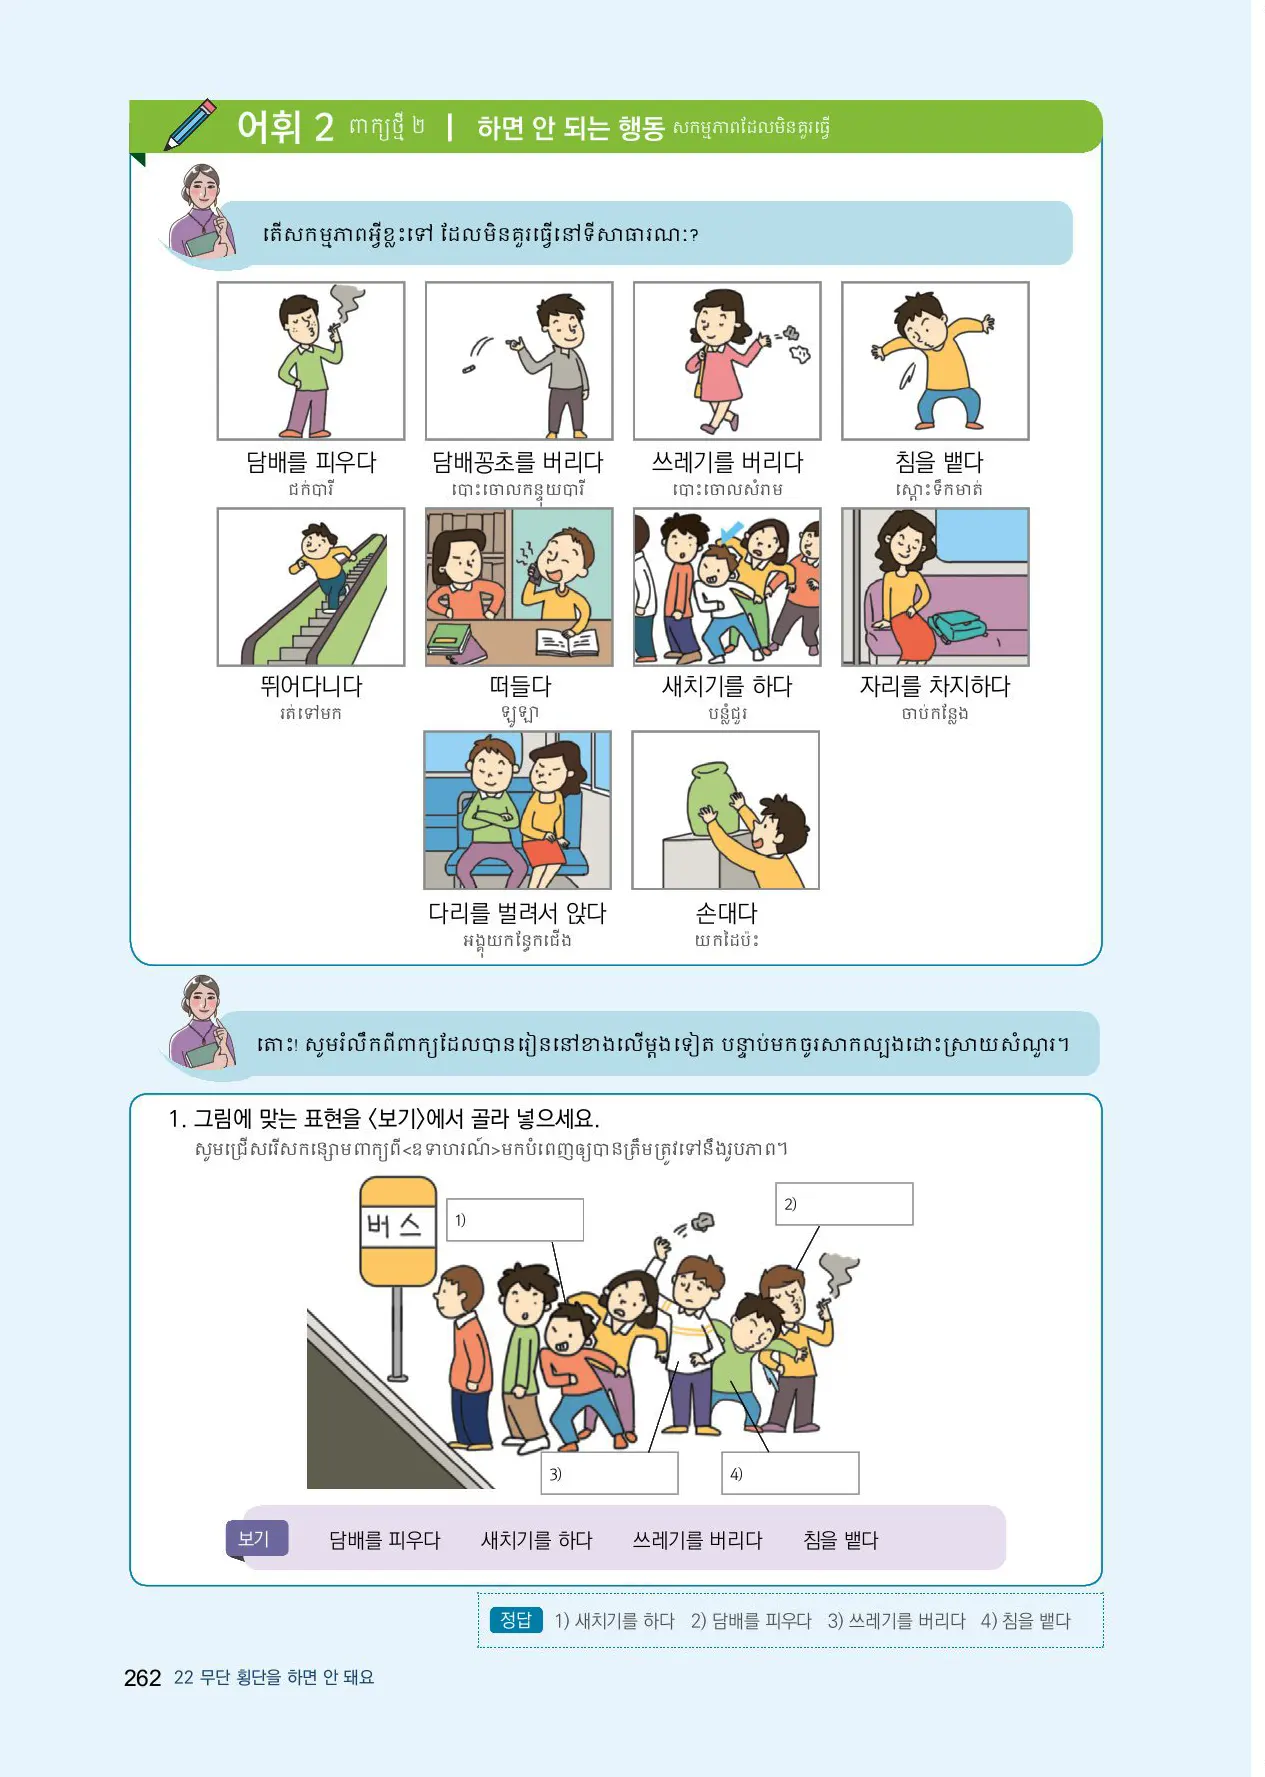 어휘 2 ពាក្យថ្មី ២ | 하면 안 되는 행동 សកម្មភាពដែលមិនគួរធ្វើ
តើសកម្មភាពអ្វីខ្លះទៅ ដែលមិនគួរធ្វើនៅទីសាធារណៈ?
담배를 피우다 담배꽁초를 버리다 쓰레기를 버리다 침을 뱉다
ជក់បារី បោះចោលកន្ទុយបារី បោះចោលសំរាម ស្ដោះទឹកមាត់
뛰어다니다 떠들다 새치기를 하다 자리를 차지하다
រត់ទៅមក ឡូឡា បន្លំជួរ ចាប់កន្លែង
다리를 벌려서 앉다 손대다
អង្គុយកន្ធែកជើង យកដៃប៉ះ
តោះ! សូមរំលឹកពីពាក្យដែលបានរៀននៅខាងលើម្ដងទៀត បន្ទាប់មកចូរសាកល្បងដោះស្រាយសំណួរ។
1. 그림에 맞는 표현을 〈보기〉에서 골라 넣으세요.
សូមជ្រើសរើសកន្សោមពាក្យពី<ឧទាហរណ៍>មកបំពេញឲ្យបានត្រឹមត្រូវទៅនឹងរូបភាព។
버스
1)
2)
3)
4)
보기 담배를 피우다 새치기를 하다 쓰레기를 버리다 침을 뱉다
정답 1) 새치기를 하다 2) 담배를 피우다 3) 쓰레기를 버리다 4) 침을 뱉다
262 22 무단 횡단을 하면 안 돼요